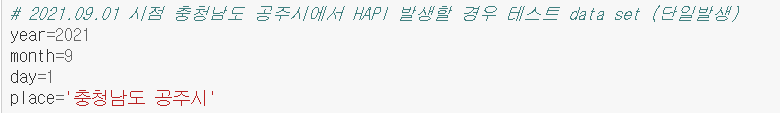 # 2021.09.01 시점 충청남도 공주시에서 HAPI 발생할 경우 테스트 data set (단일발생)
year=2021
month=9
day=1
place='충청남도 공주시'